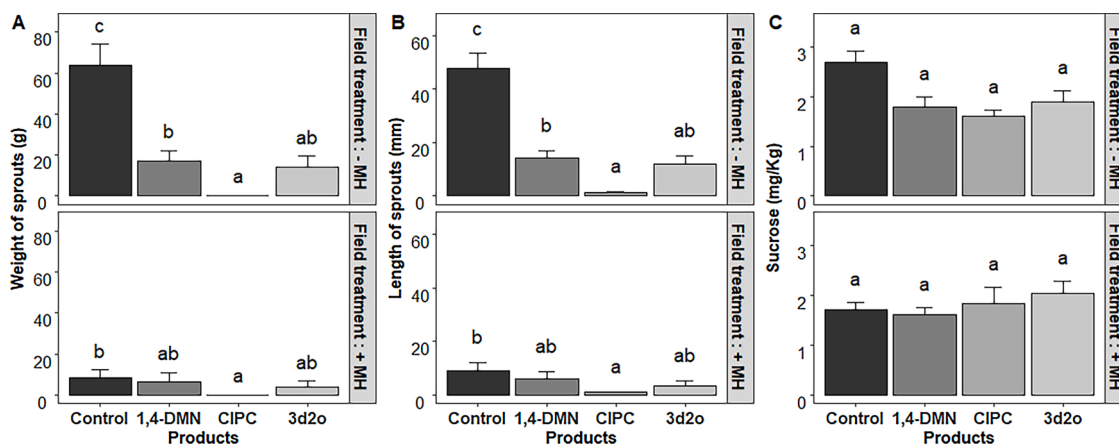 A
Weight of sprouts (g)
80
60
40
20
0
c
b
a
ab
Field treatment : - MH
80
60
40
20
0
b
ab
a
ab
Field treatment : + MH
Control 1,4-DMN CIPC 3d2o
Products
B
Length of sprouts (mm)
60
40
20
0
c
b
a
ab
Field treatment : - MH
60
40
20
0
b
ab
a
ab
Field treatment : + MH
Control 1,4-DMN CIPC 3d2o
Products
C
Sucrose (mg/Kg)
3
2
1
0
a
a
a
a
Field treatment : - MH
3
2
1
0
a
a
a
a
Field treatment : + MH
Control 1,4-DMN CIPC 3d2o
Products